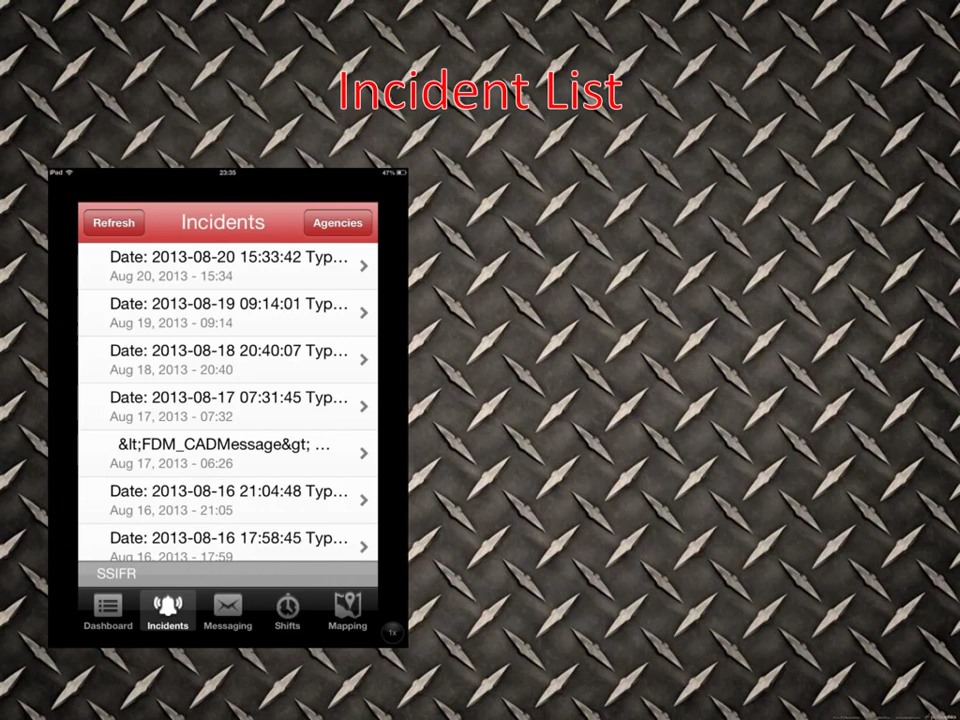 Incident List
iPad 23:35 47%
Refresh Incidents Agencies
Date: 2013-08-20 15:33:42 Typ...
Aug 20, 2013 - 15:34
Date: 2013-08-19 09:14:01 Typ...
Aug 19, 2013 - 09:14
Date: 2013-08-18 20:40:07 Typ...
Aug 18, 2013 - 20:40
Date: 2013-08-17 07:31:45 Typ...
Aug 17, 2013 - 07:32
&lt;FDM_CADMessage&gt; ...
Aug 17, 2013 - 06:26
Date: 2013-08-16 21:04:48 Typ...
Aug 16, 2013 - 21:05
Date: 2013-08-16 17:58:45 Typ...
Aug 16, 2013 - 17:59
SSIFR
Dashboard Incidents Messaging Shifts Mapping
1x